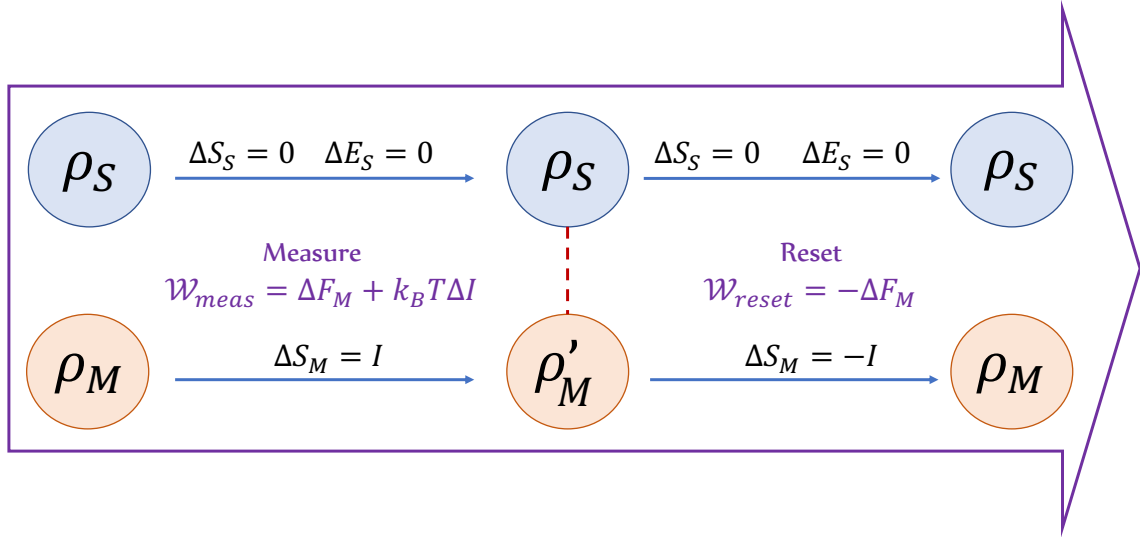 ρ_S
ΔS_S = 0 ΔE_S = 0
ρ_S
ΔS_S = 0 ΔE_S = 0
ρ_S
Measure
𝒲_meas = ΔF_M + k_B TΔI
Reset
𝒲_reset = −ΔF_M
ρ_M
ΔS_M = I
ρ'_M
ΔS_M = −I
ρ_M